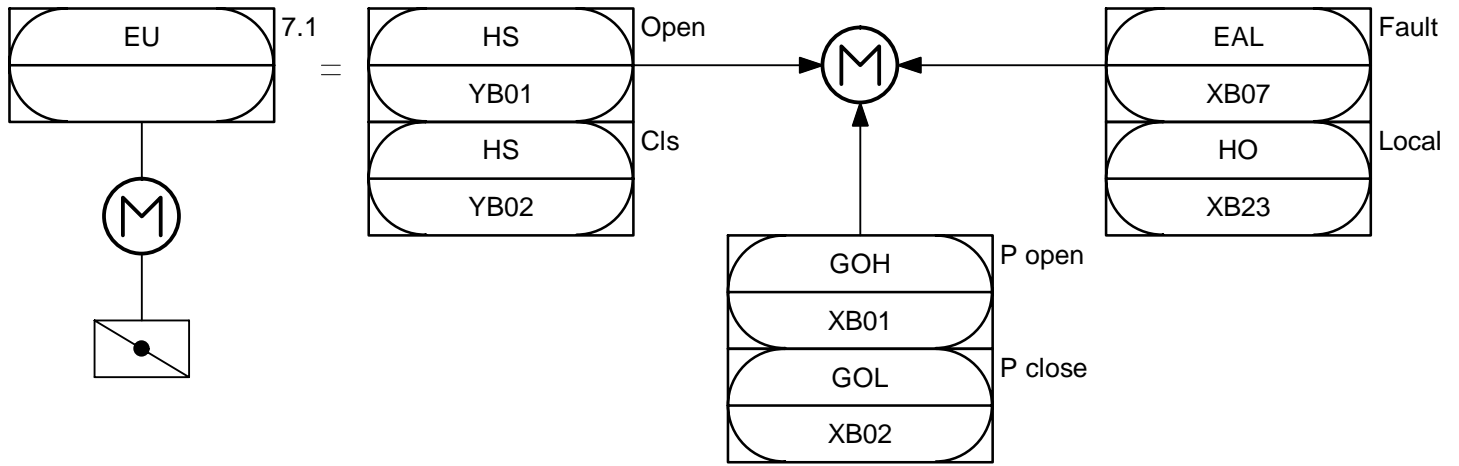 EU 7.1
=
HS Open
YB01
HS Cls
YB02
M
M
EAL Fault
XB07
HO Local
XB23
GOH P open
XB01
GOL P close
XB02